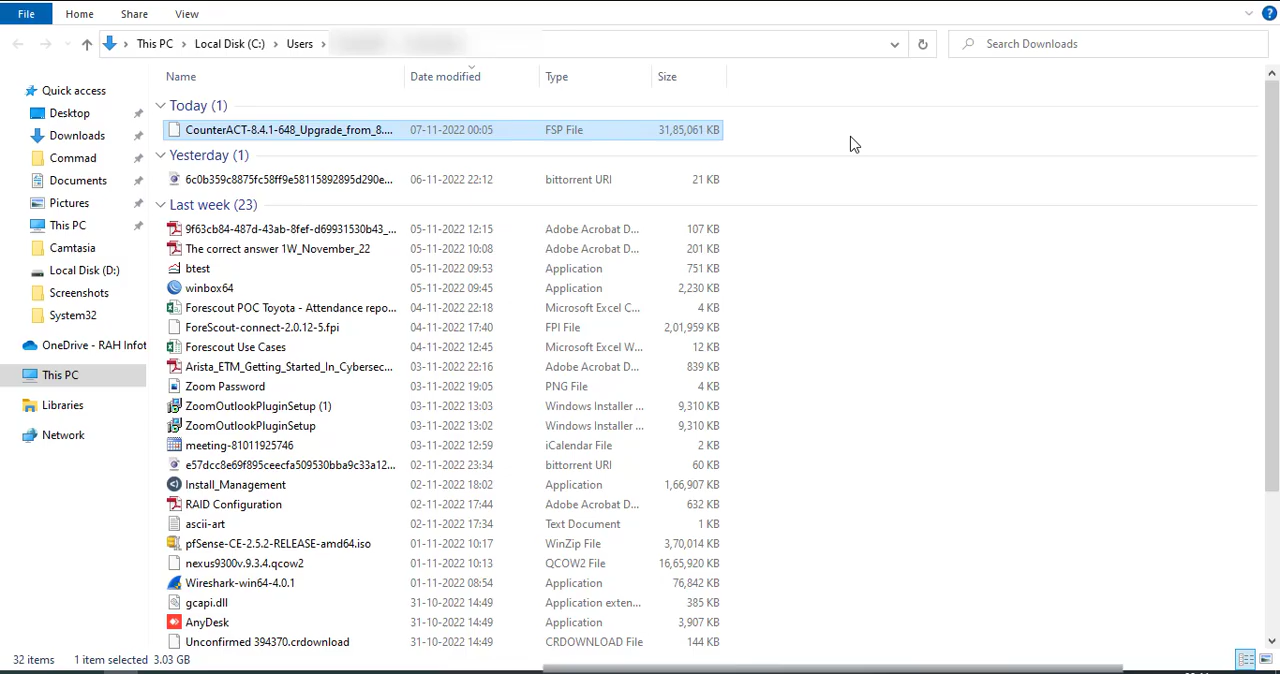 File Home Share View
This PC > Local Disk (C:) > Users > Search Downloads
Quick access
Desktop
Downloads
Commad
Documents
Pictures
This PC
Camtasia
Local Disk (D:)
Screenshots
System32
OneDrive - RAH Infot
This PC
Libraries
Network
Name Date modified Type Size
Today (1)
CounterACT-8.4.1-648_Upgrade_from_8.... 07-11-2022 00:05 FSP File 31,85,061 KB
Yesterday (1)
6c0b359c8875fc58ff9e58115892895d290e... 06-11-2022 22:12 bittorrent URI 21 KB
Last week (23)
9f63cb84-487d-43ab-8fef-d69931530b43_... 05-11-2022 12:15 Adobe Acrobat D... 107 KB
The correct answer 1W_November_22 05-11-2022 10:08 Adobe Acrobat D... 201 KB
btest 05-11-2022 09:53 Application 751 KB
winbox64 05-11-2022 09:45 Application 2,230 KB
Forescout POC Toyota - Attendance repo... 04-11-2022 22:18 Microsoft Excel C... 4 KB
ForeScout-connect-2.0.12-5.fpi 04-11-2022 17:40 FPI File 2,01,959 KB
Forescout Use Cases 04-11-2022 12:45 Microsoft Excel W... 12 KB
Arista_ETM_Getting_Started_In_Cybersec... 03-11-2022 22:16 Adobe Acrobat D... 839 KB
Zoom Password 03-11-2022 19:05 PNG File 4 KB
ZoomOutlookPluginSetup (1) 03-11-2022 13:03 Windows Installer ... 9,310 KB
ZoomOutlookPluginSetup 03-11-2022 13:02 Windows Installer ... 9,310 KB
meeting-81011925746 03-11-2022 12:59 iCalendar File 2 KB
e57dcc8e69f895ceecfa509530bba9c33a12... 02-11-2022 23:34 bittorrent URI 60 KB
Install_Management 02-11-2022 18:02 Application 1,66,907 KB
RAID Configuration 02-11-2022 17:44 Adobe Acrobat D... 632 KB
ascii-art 02-11-2022 17:34 Text Document 1 KB
pfSense-CE-2.5.2-RELEASE-amd64.iso 01-11-2022 10:17 WinZip File 3,70,014 KB
nexus9300v.9.3.4.qcow2 01-11-2022 10:13 QCOW2 File 16,65,920 KB
Wireshark-win64-4.0.1 01-11-2022 08:54 Application 76,842 KB
gcapi.dll 31-10-2022 14:49 Application exten... 385 KB
AnyDesk 31-10-2022 14:49 Application 3,907 KB
Unconfirmed 394370.crdownload 31-10-2022 14:49 CRDOWNLOAD File 144 KB
32 items 1 item selected 3.03 GB